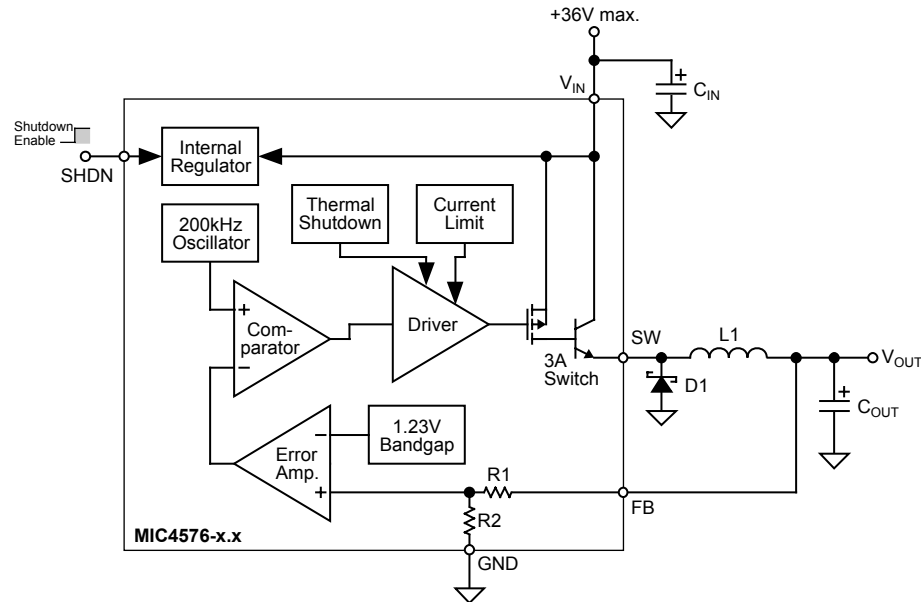 +36V max.
VIN
CIN
Shutdown
Enable
SHDN
Internal
Regulator
200kHz
Oscillator
Thermal
Shutdown
Current
Limit
+
Com-
parator
−
Driver
3A
Switch
SW
L1
VOUT
D1
+
COUT
+
Error
Amp.
−
+
1.23V
Bandgap
R1
R2
FB
MIC4576-x.x
GND